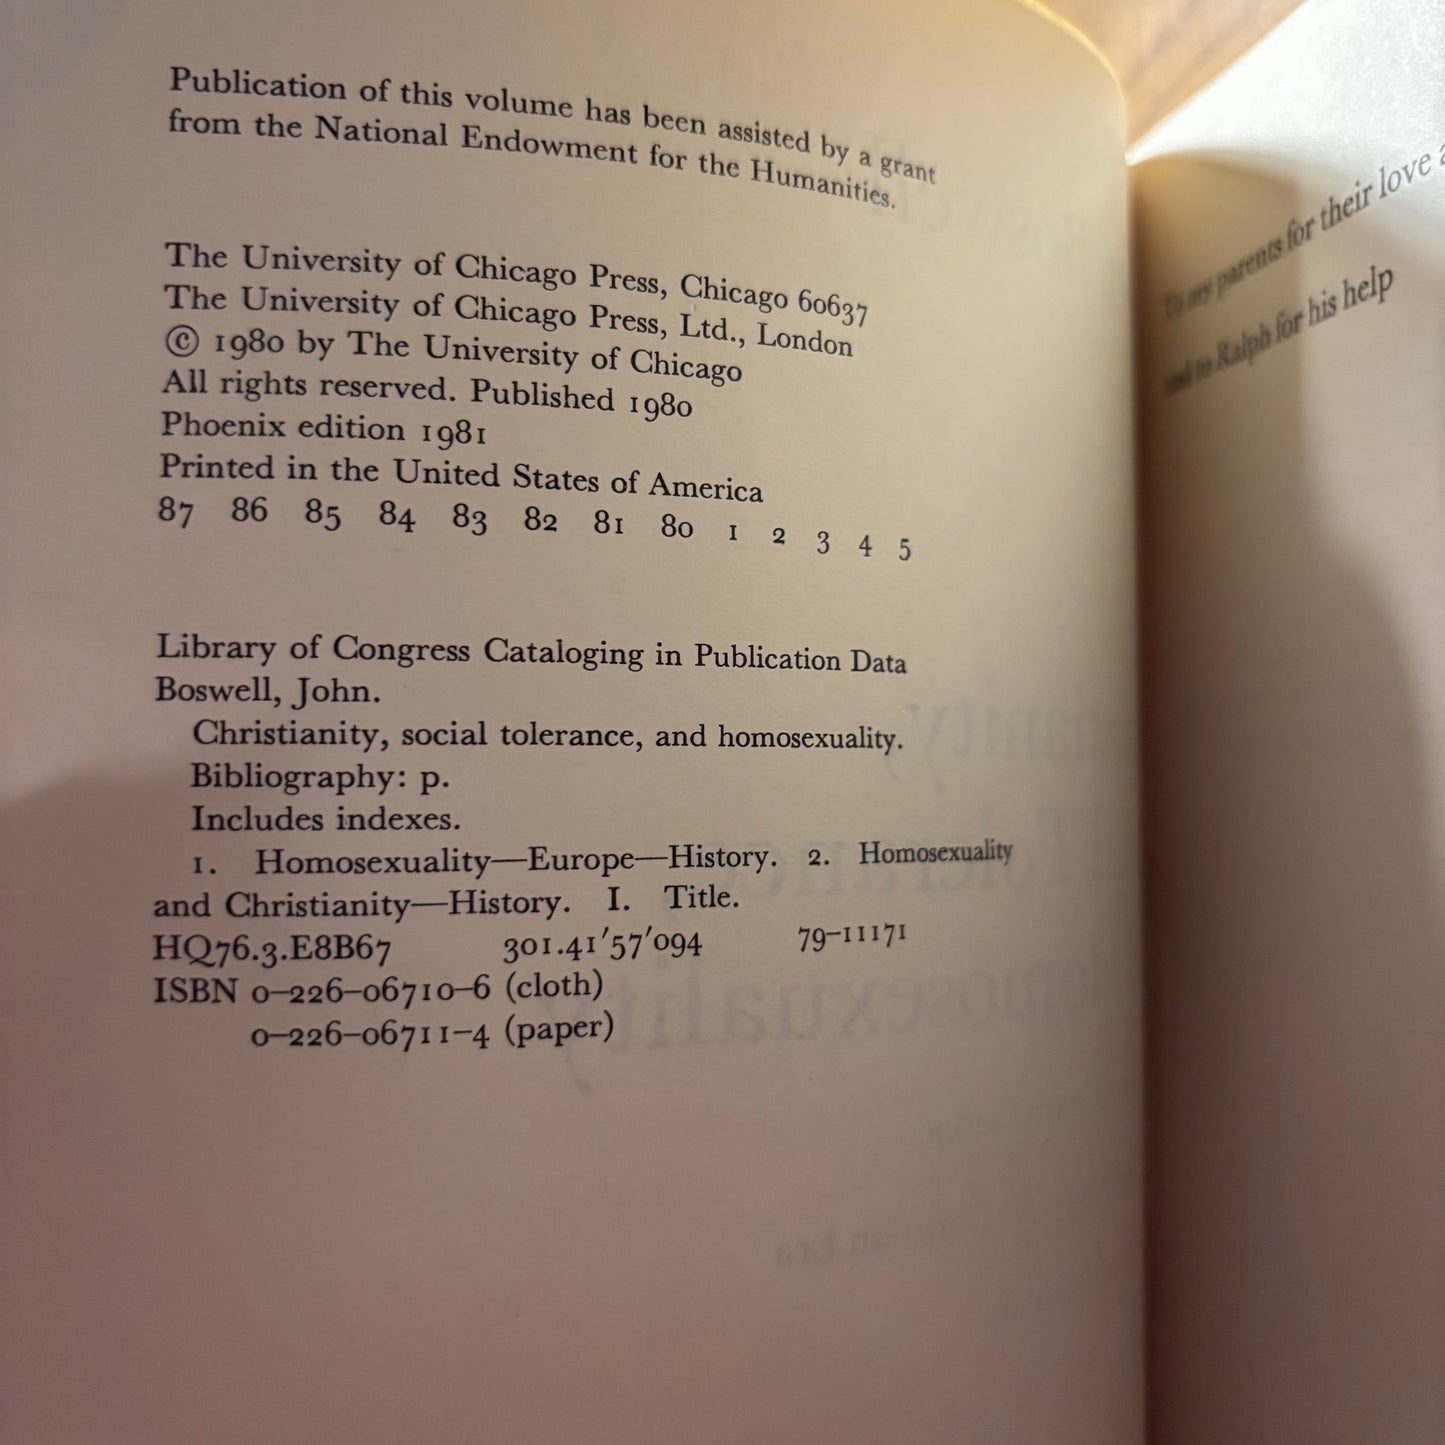 Publication of this volume has been assisted by a grant
from the National Endowment for the Humanities.
The University of Chicago Press, Chicago 60637
The University of Chicago Press, Ltd., London
© 1980 by The University of Chicago
All rights reserved. Published 1980
Phoenix edition 1981
Printed in the United States of America
87 86 85 84 83 82 81 80 1 2 3 4 5
Library of Congress Cataloging in Publication Data
Boswell, John.
Christianity, social tolerance, and homosexuality.
Bibliography: p.
Includes indexes.
1. Homosexuality—Europe—History. 2. Homosexuality
and Christianity—History. I. Title.
HQ76.3.E8B67 301.41′57′094 79–11171
ISBN 0–226–06710–6 (cloth)
0–226–06711–4 (paper)
To my parents for their love
and to Ralph for his help